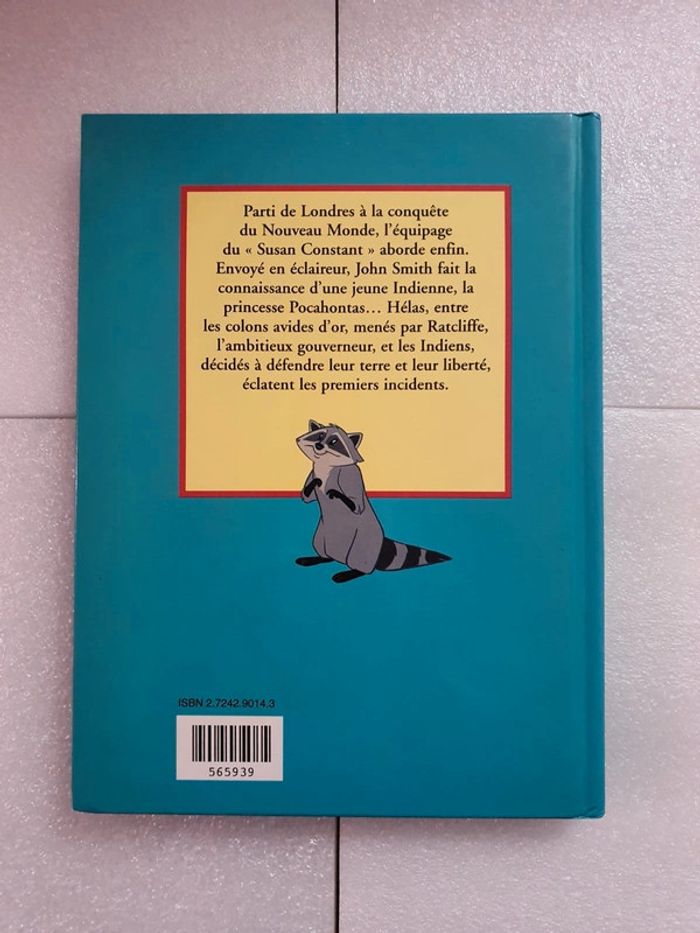 Parti de Londres à la conquête
du Nouveau Monde, l'équipage
du « Susan Constant » aborde enfin.
Envoyé en éclaireur, John Smith fait la
connaissance d'une jeune Indienne, la
princesse Pocahontas… Hélas, entre
les colons avides d'or, menés par Ratcliffe,
l'ambitieux gouverneur, et les Indiens,
décidés à défendre leur terre et leur liberté,
éclatent les premiers incidents.
ISBN 2.7242.9014.3
565939